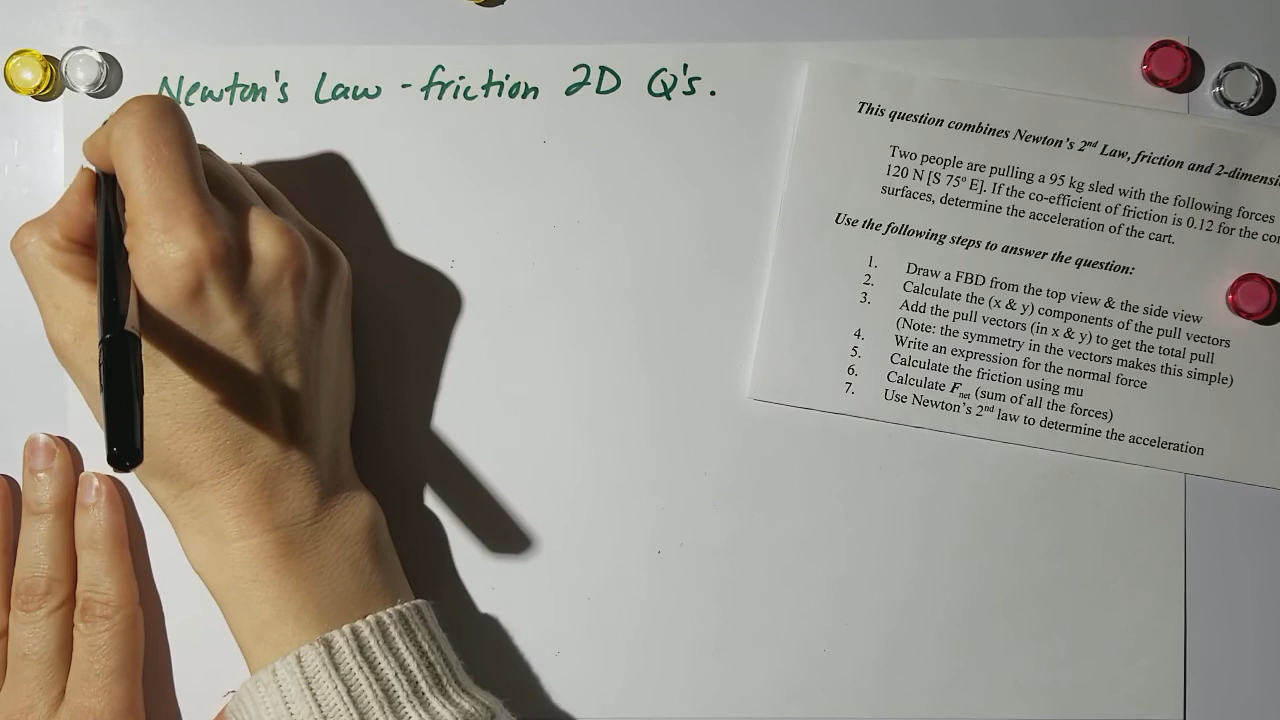 Newton's Law - friction 2D Q's.
This question combines Newton's 2nd Law, friction and 2-dimensi
Two people are pulling a 95 kg sled with the following forces
120 N [S 75° E]. If the co-efficient of friction is 0.12 for the co
surfaces, determine the acceleration of the cart.
Use the following steps to answer the question:
1. Draw a FBD from the top view & the side view
2. Calculate the (x & y) components of the pull vectors
3. Add the pull vectors (in x & y) to get the total pull
(Note: the symmetry in the vectors makes this simple)
4. Write an expression for the normal force
5. Calculate the friction using mu
6. Calculate Fnet (sum of all the forces)
7. Use Newton's 2nd law to determine the acceleration